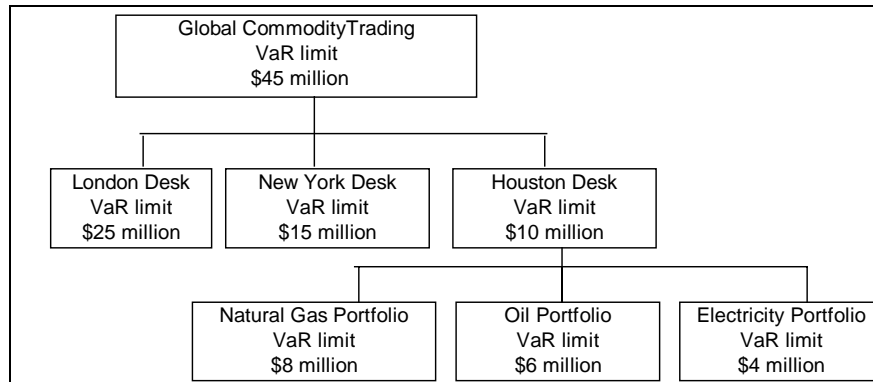 Global CommodityTrading
VaR limit
$45 million
London Desk
VaR limit
$25 million
New York Desk
VaR limit
$15 million
Houston Desk
VaR limit
$10 million
Natural Gas Portfolio
VaR limit
$8 million
Oil Portfolio
VaR limit
$6 million
Electricity Portfolio
VaR limit
$4 million